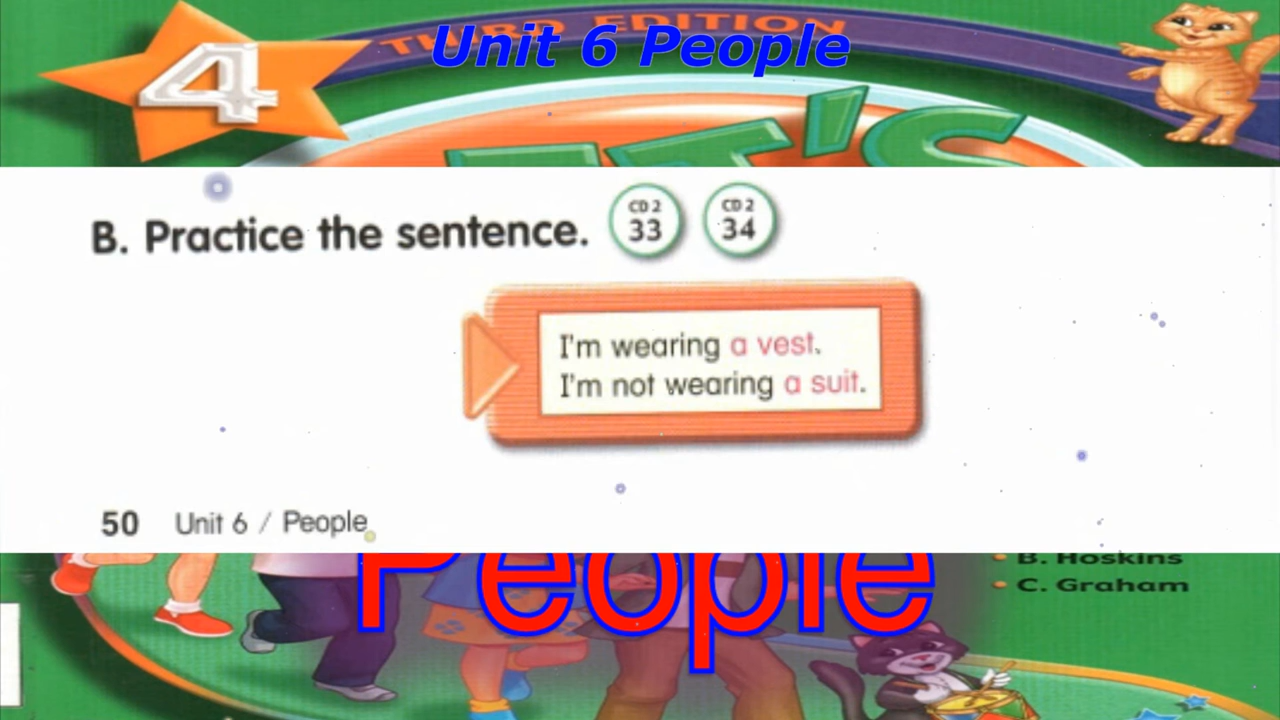 THIRD EDITION
Unit 6 People
4
B. Practice the sentence. CD 2 33 CD 2 34
I'm wearing a vest.
I'm not wearing a suit.
50 Unit 6 / People
People
• B. Hoskins
• C. Graham